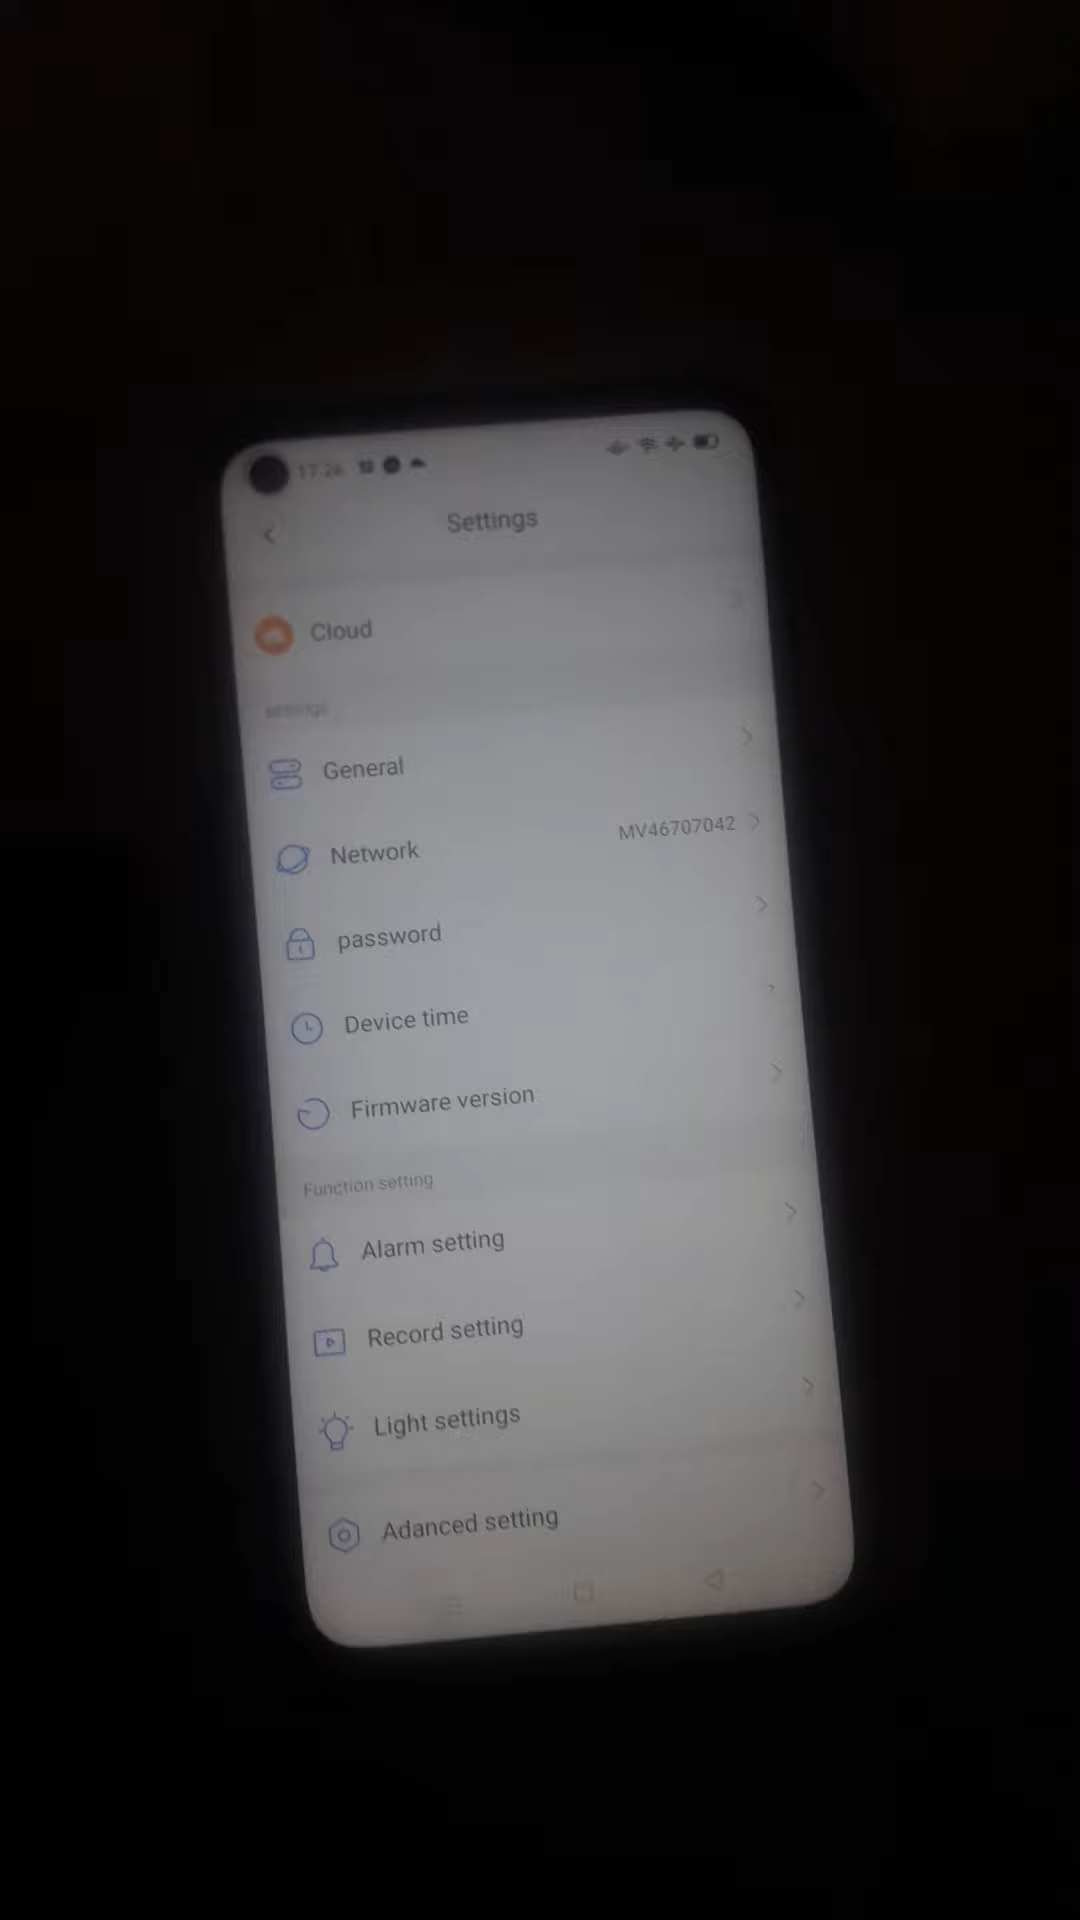 Settings
Cloud
settings
General
Network MV46707042
password
Device time
Firmware version
Function setting
Alarm setting
Record setting
Light settings
Adanced setting